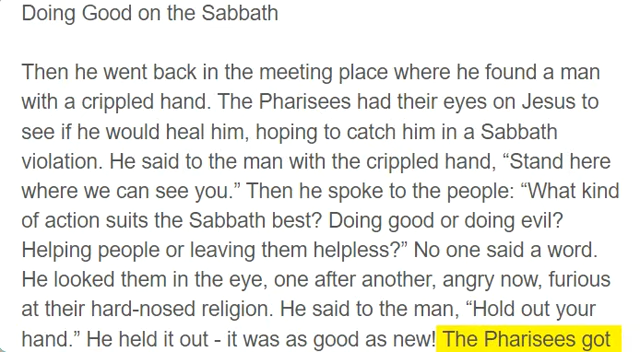 Doing Good on the Sabbath
Then he went back in the meeting place where he found a man
with a crippled hand. The Pharisees had their eyes on Jesus to
see if he would heal him, hoping to catch him in a Sabbath
violation. He said to the man with the crippled hand, “Stand here
where we can see you.” Then he spoke to the people: “What kind
of action suits the Sabbath best? Doing good or doing evil?
Helping people or leaving them helpless?” No one said a word.
He looked them in the eye, one after another, angry now, furious
at their hard-nosed religion. He said to the man, “Hold out your
hand.” He held it out - it was as good as new! The Pharisees got